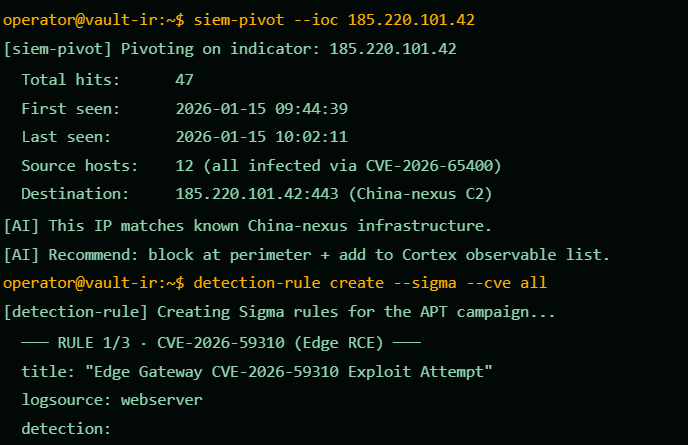 operator@vault-ir:~$ siem-pivot --ioc 185.220.101.42
[siem-pivot] Pivoting on indicator: 185.220.101.42
Total hits: 47
First seen: 2026-01-15 09:44:39
Last seen: 2026-01-15 10:02:11
Source hosts: 12 (all infected via CVE-2026-65400)
Destination: 185.220.101.42:443 (China-nexus C2)
[AI] This IP matches known China-nexus infrastructure.
[AI] Recommend: block at perimeter + add to Cortex observable list.
operator@vault-ir:~$ detection-rule create --sigma --cve all
[detection-rule] Creating Sigma rules for the APT campaign...
─── RULE 1/3 · CVE-2026-59310 (Edge RCE) ───
title: "Edge Gateway CVE-2026-59310 Exploit Attempt"
logsource: webserver
detection: